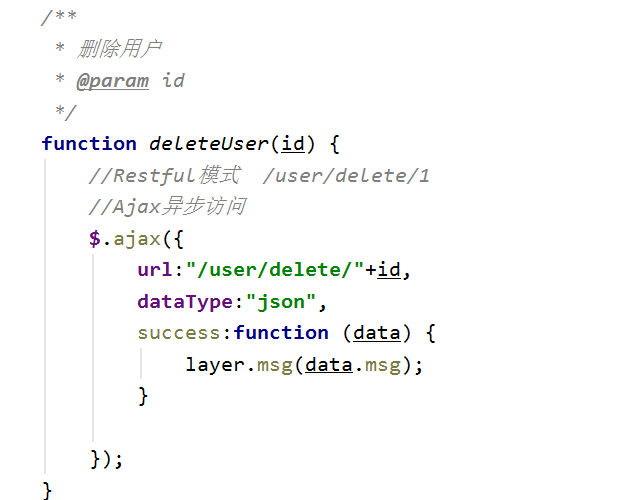 /**
 * 删除用户
 * @param id
 */
function deleteUser(id) {
    //Restful模式  /user/delete/1
    //Ajax异步访问
    $.ajax({
        url:"/user/delete/"+id,
        dataType:"json",
        success:function (data) {
            layer.msg(data.msg);
        }
    });
}